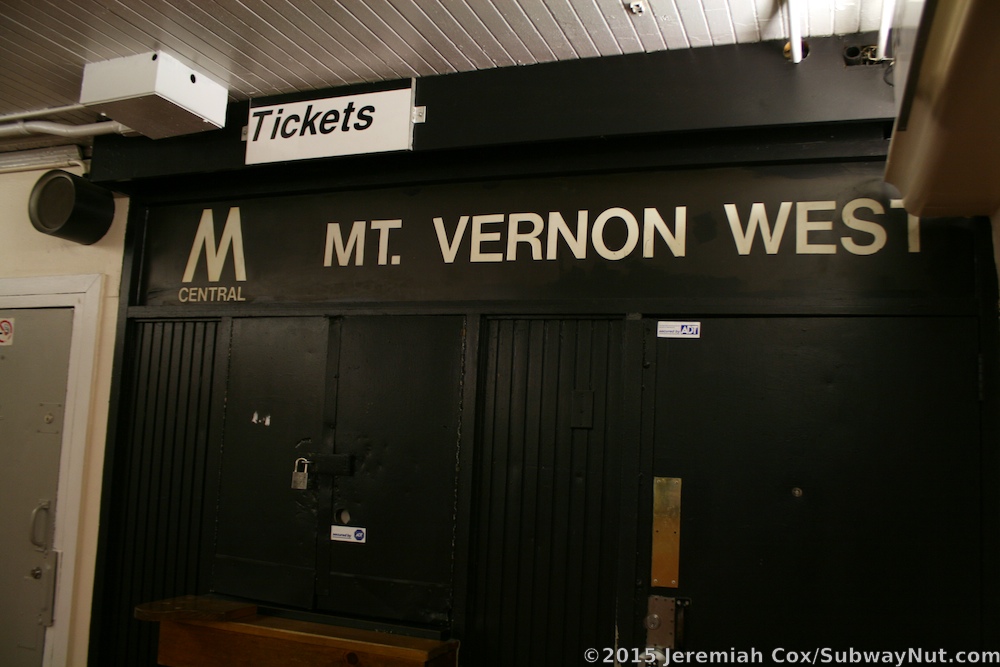 Tickets
M MT. VERNON WEST
CENTRAL
ADT
©2015 Jeremiah Cox/SubwayNut.com